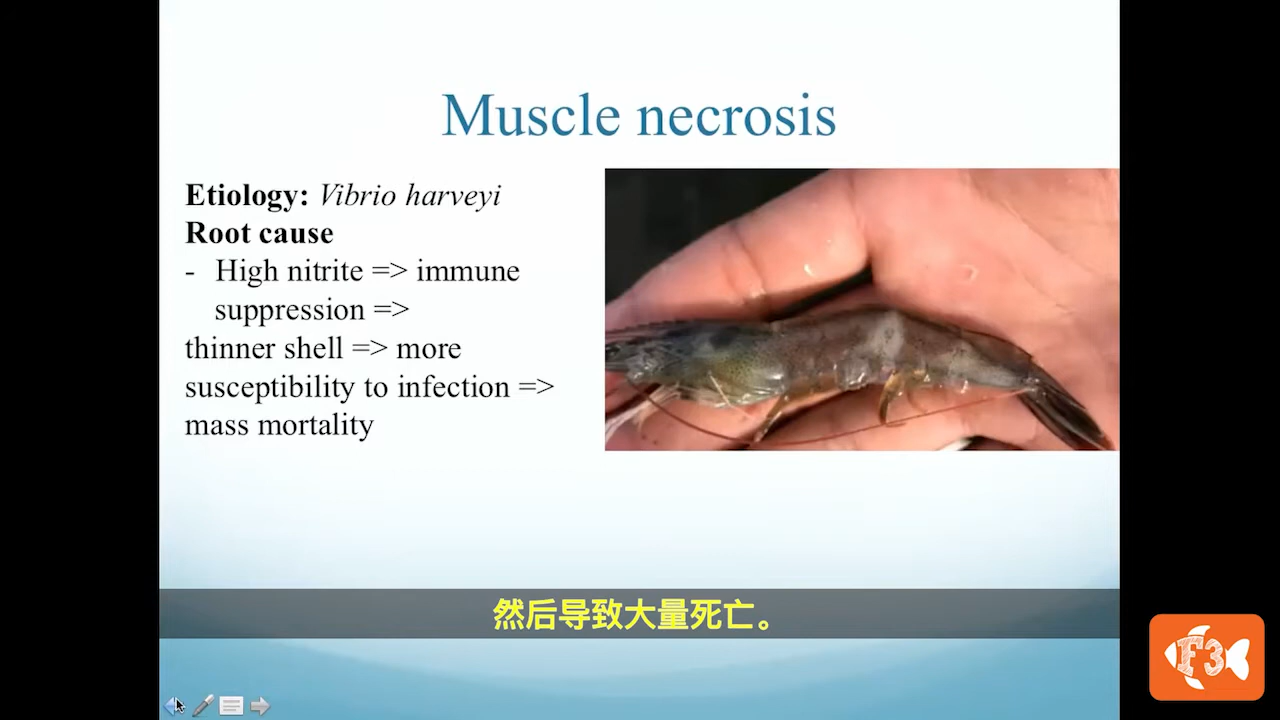 Muscle necrosis
Etiology: Vibrio harveyi
Root cause
- High nitrite => immune
suppression =>
thinner shell => more
susceptibility to infection =>
mass mortality
然后导致大量死亡。
F3